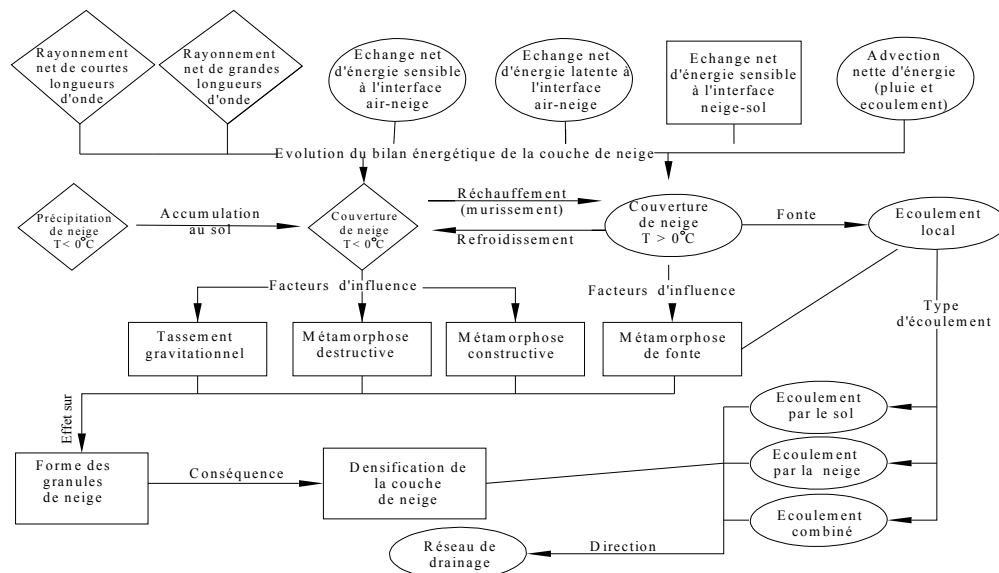 Rayonnement
net de courtes
longueurs
d'onde
Rayonnement
net de grandes
longueurs
d'onde
Echange net
d'énergie sensible
à l'interface
air-neige
Echange net
d'énergie latente à
l'interface
air-neige
Echange net
d'énergie sensible
à l'interface
neige-sol
Advection
nette d'énergie
(pluie et
ecoulement)
Evolution du bilan énergétique de la couche de neige
Précipitation
de neige
T< 0°C
Accumulation
au sol
Couverture
de neige
T< 0°C
Réchauffement
(murissement)
Refroidissement
Couverture
de neige
T > 0°C
Fonte
Ecoulement
local
Facteurs d'influence
Facteurs d'influence
Type
d'écoulement
Tassement
gravitationnel
Métamorphose
destructive
Métamorphose
constructive
Métamorphose
de fonte
Effet sur
Ecoulement
par le sol
Forme des
granules
de neige
Conséquence
Densification de
la couche
de neige
Ecoulement
par la neige
Ecoulement
combiné
Réseau de
drainage
Direction